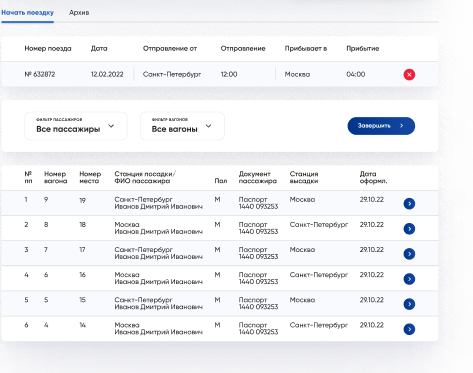 Начать поездку Архив
Номер поезда Дата Отправление от Отправление Прибывает в Прибытие
№ 632872 12.02.2022 Санкт-Петербург 12:00 Москва 04:00
ФИЛЬТР ПАССАЖИРОВ ФИЛЬТР ВАГОНОВ
Все пассажиры Все вагоны Завершить
№ Номер Номер Станция посадки/ Документ Станция Дата
пп вагона места ФИО пассажира Пол пассажира высадки оформл.
1 9 19 Санкт-Петербург М Паспорт Москва 29.10.22
Иванов Дмитрий Иванович 1440 093253
2 8 18 Москва М Паспорт Санкт-Петербург 29.10.22
Иванов Дмитрий Иванович 1440 093253
3 7 17 Санкт-Петербург М Паспорт Москва 29.10.22
Иванов Дмитрий Иванович 1440 093253
4 6 16 Москва М Паспорт Санкт-Петербург 29.10.22
Иванов Дмитрий Иванович 1440 093253
5 5 15 Санкт-Петербург М Паспорт Москва 29.10.22
Иванов Дмитрий Иванович 1440 093253
6 4 14 Москва М Паспорт Санкт-Петербург 29.10.22
Иванов Дмитрий Иванович 1440 093253